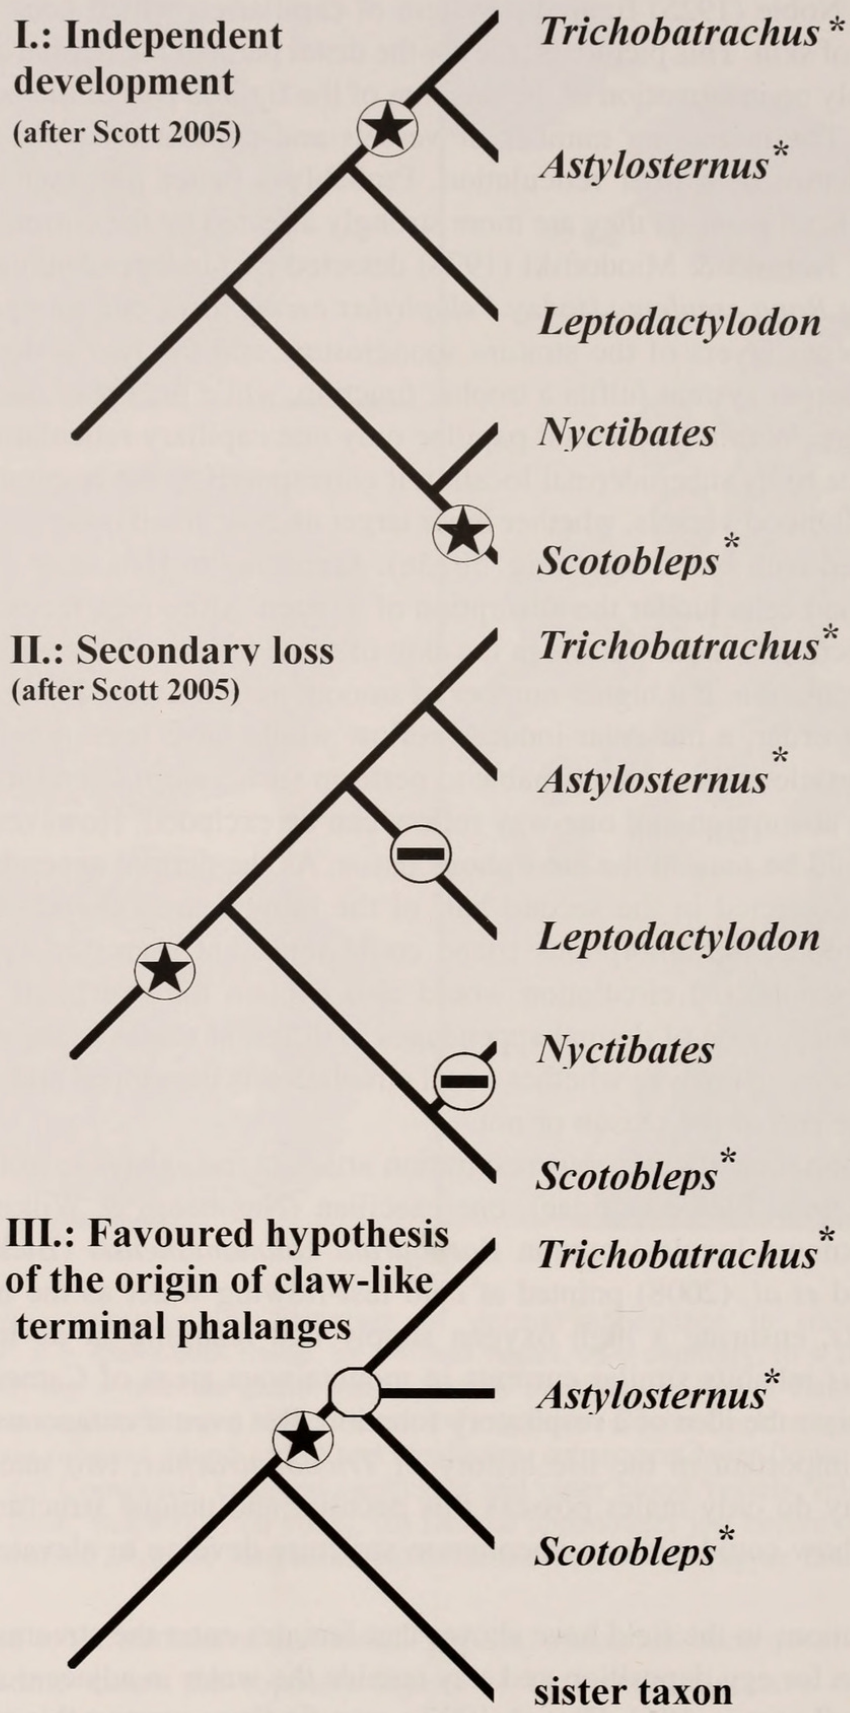 I.: Independent
development
(after Scott 2005)
Trichobatrachus*
Astylosternus*
Leptodactylodon
Nyctibates
Scotobleps*
II.: Secondary loss
(after Scott 2005)
Trichobatrachus*
Astylosternus*
Leptodactylodon
Nyctibates
Scotobleps*
III.: Favoured hypothesis
of the origin of claw-like
terminal phalanges
Trichobatrachus*
Astylosternus*
Scotobleps*
sister taxon